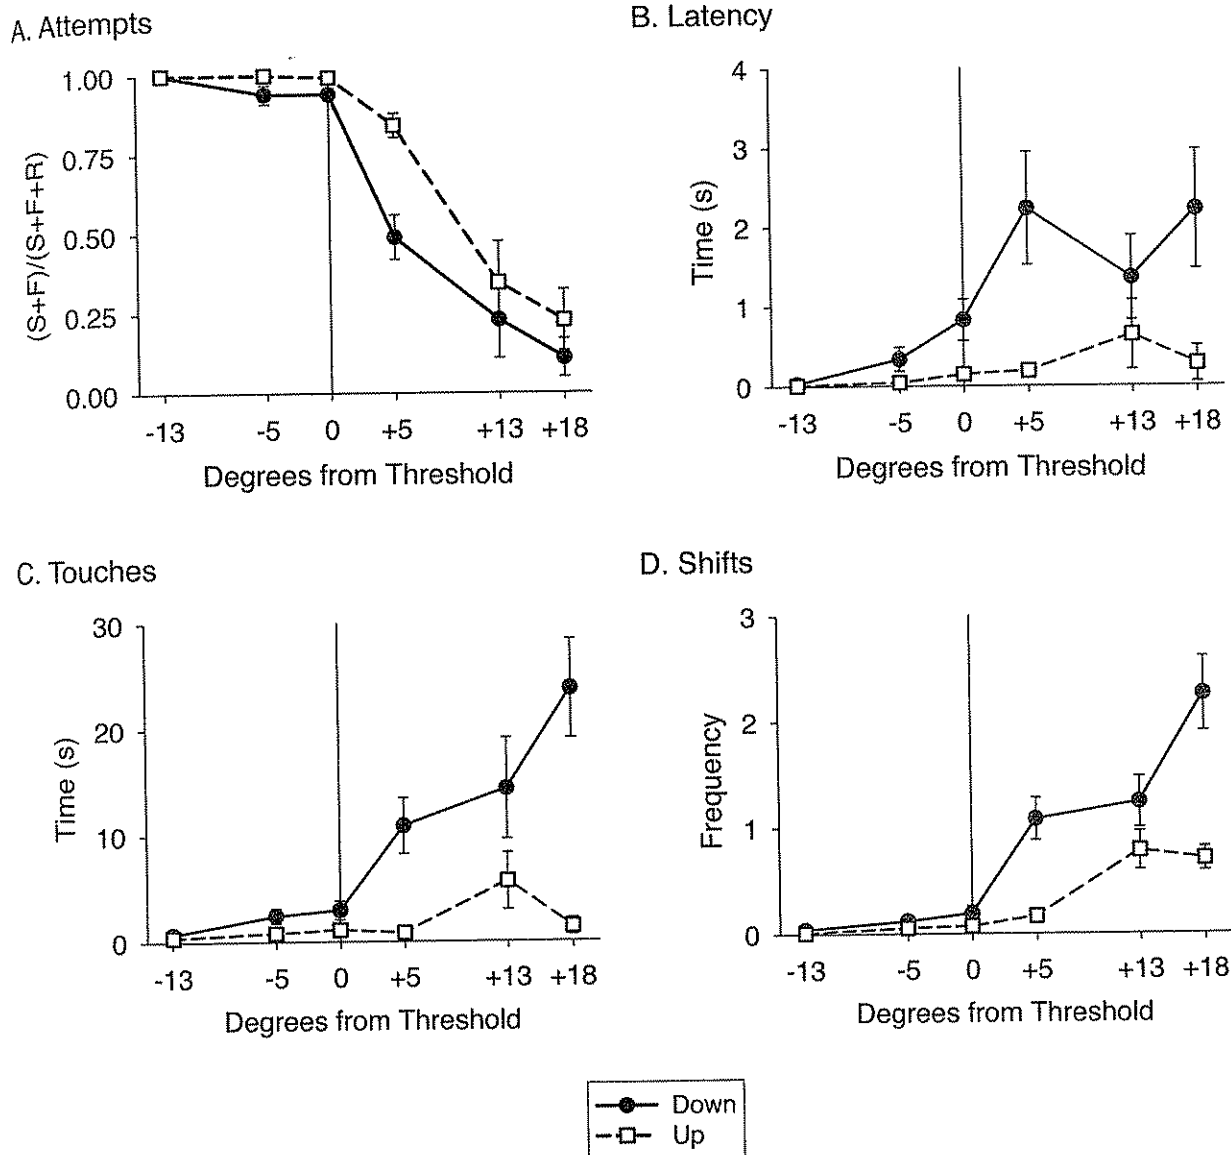 A. Attempts
1.00
0.75
0.50
0.25
0.00
(S+F)/(S+F+R)
-13 -5 0 +5 +13 +18
Degrees from Threshold
B. Latency
4
3
2
1
0
Time (s)
-13 -5 0 +5 +13 +18
Degrees from Threshold
C. Touches
30
20
10
0
Time (s)
-13 -5 0 +5 +13 +18
Degrees from Threshold
D. Shifts
3
2
1
0
Frequency
-13 -5 0 +5 +13 +18
Degrees from Threshold
Down
Up